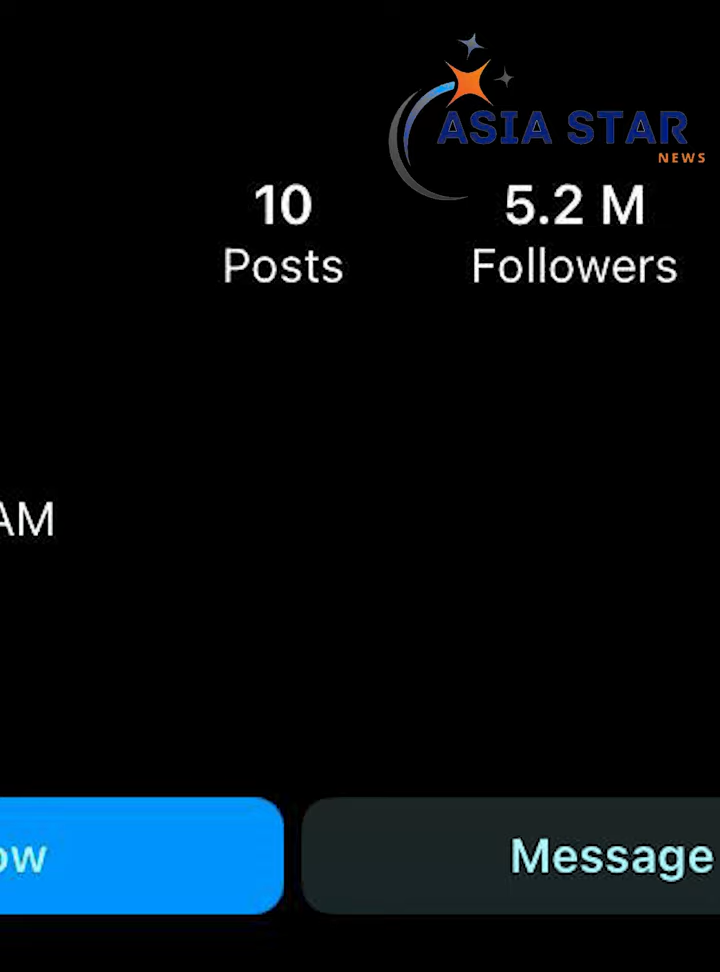 ASIA STAR
NEWS
10
Posts
5.2 M
Followers
AM
ow
Message